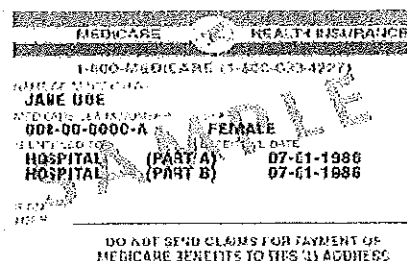 MEDICARE HEALTH INSURANCE
1-800-MEDICARE (1-800-633-4227)
JANE DOE
000-00-0000-A FEMALE
HOSPITAL (PART A) 07-01-1986
HOSPITAL (PART B) 07-01-1986
SAMPLE
DO NOT SEND CLAIMS FOR PAYMENT OF
MEDICARE BENEFITS TO THIS ADDRESS